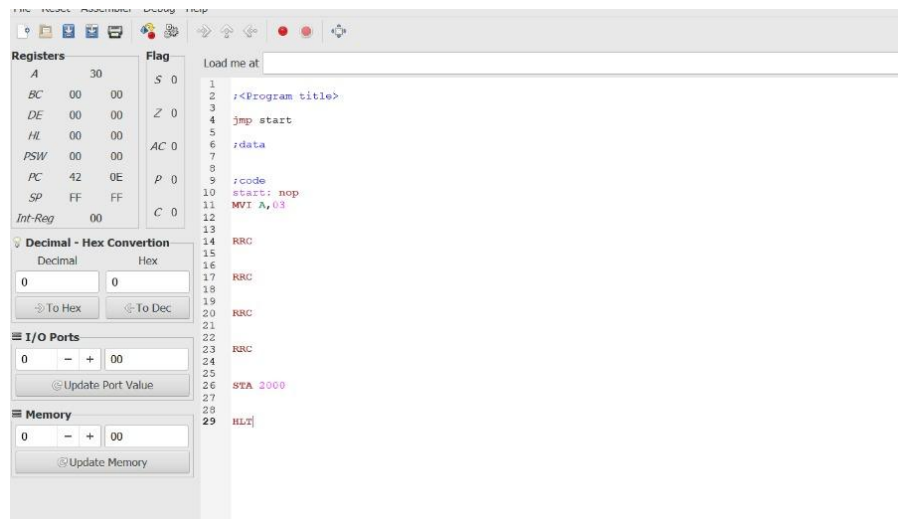 File Reset Assembler Debug Help
Registers
Flag
A 30
BC 00 00
DE 00 00
HL 00 00
PSW 00 00
PC 42 0E
SP FF FF
Int-Reg 00
S 0
Z 0
AC 0
P 0
C 0
Decimal - Hex Convertion
Decimal Hex
0 0
To Hex To Dec
I/O Ports
0 − + 00
Update Port Value
Memory
0 − + 00
Update Memory
Load me at
1
2 ;<Program title>
3
4 jmp start
5
6 ;data
7
8
9 ;code
10 start: nop
11 MVI A,03
12
13
14 RRC
15
16
17 RRC
18
19
20 RRC
21
22
23 RRC
24
25
26 STA 2000
27
28
29 HLT